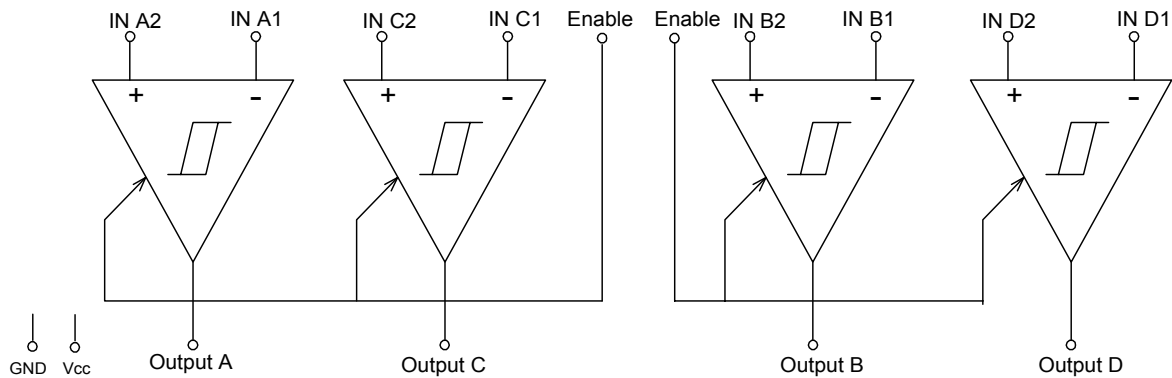 IN A2 IN A1 IN C2 IN C1 Enable Enable IN B2 IN B1 IN D2 IN D1
+ - + - + - + -
GND Vcc Output A Output C Output B Output D